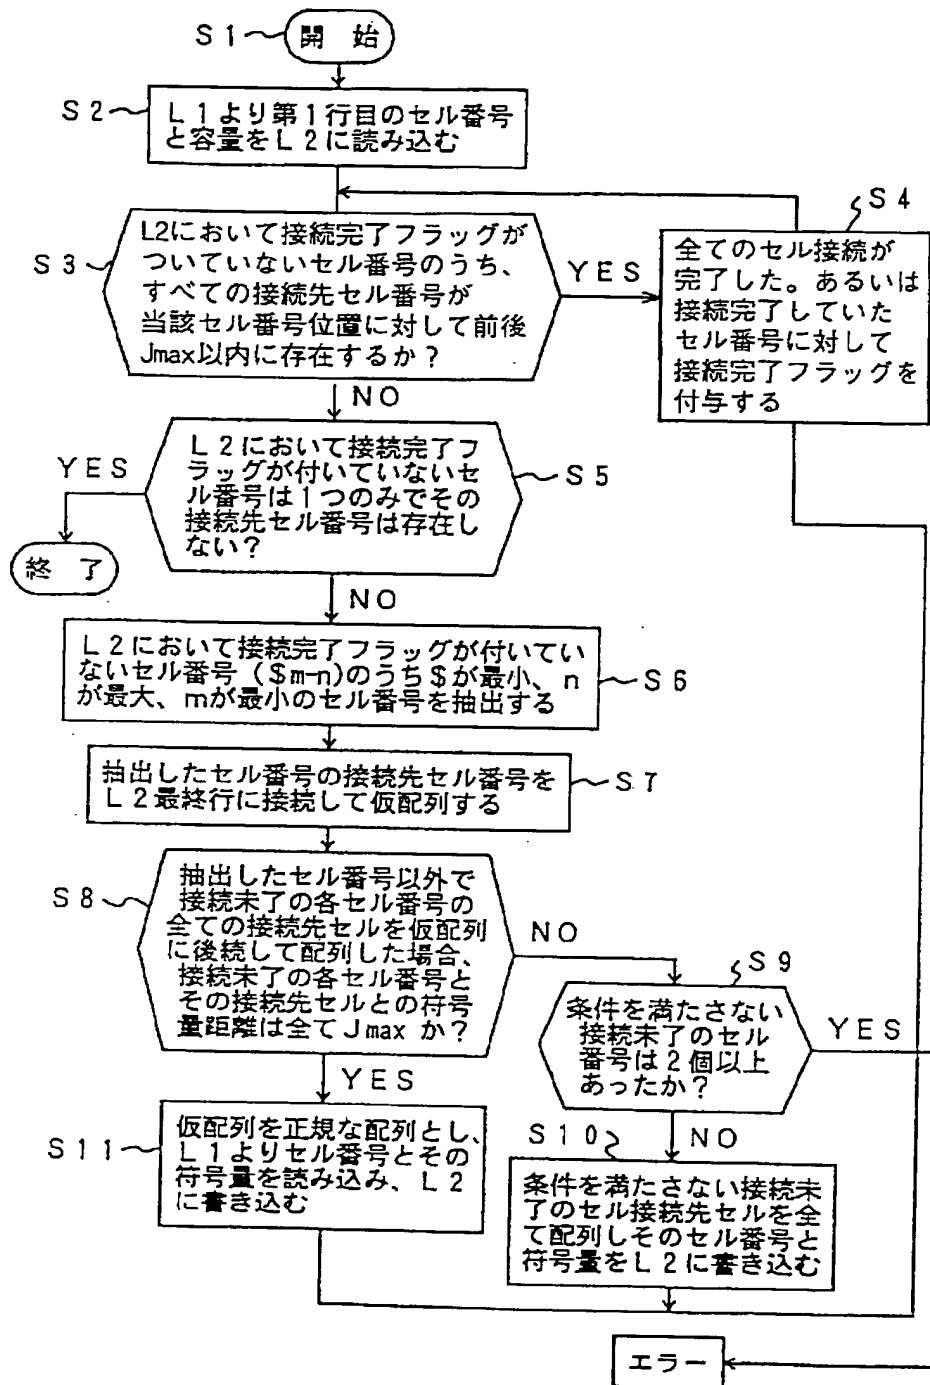 S1
開 始
S2
L1より第1行目のセル番号
と容量をL2に読み込む
S3
L2において接続完了フラッグが
ついていないセル番号のうち、
すべての接続先セル番号が
当該セル番号位置に対して前後
Jmax以内に存在するか？
YES
S4
全てのセル接続が
完了した。あるいは
接続完了していた
セル番号に対して
接続完了フラッグを
付与する
NO
S5
L2において接続完了フ
ラッグが付いていないセ
ル番号は1つのみでその
接続先セル番号は存在し
ない？
YES
終 了
NO
S6
L2において接続完了フラッグが付いてい
ないセル番号（$m-n)のうち$が最小、n
が最大、mが最小のセル番号を抽出する
S7
抽出したセル番号の接続先セル番号を
L2最終行に接続して仮配列する
S8
抽出したセル番号以外で
接続未了の各セル番号の
全ての接続先セルを仮配列
に後続して配列した場合、
接続未了の各セル番号と
その接続先セルとの符号
量距離は全てJmaxか？
NO
S9
条件を満たさない
接続未了のセル
番号は2個以上
あったか？
YES
YES
S11
仮配列を正規な配列とし、
L1よりセル番号とその
符号量を読み込み、L2
に書き込む
S10
NO
条件を満たさない接続未
了のセル接続先セルを全
て配列しそのセル番号と
符号量をL2に書き込む
エラー